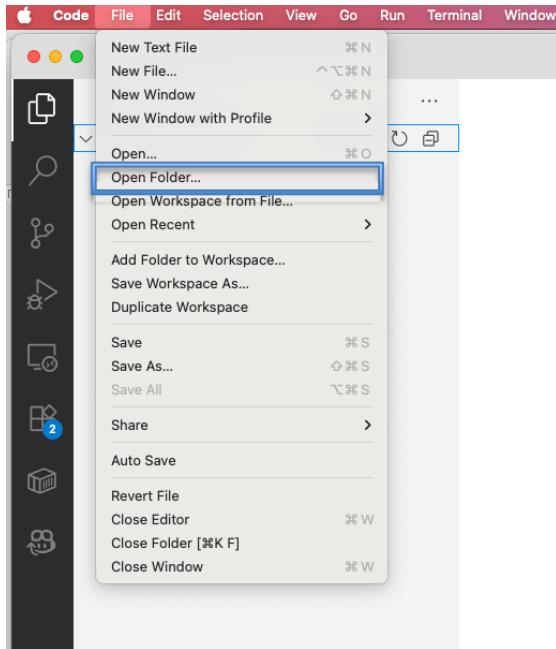 Code File Edit Selection View Go Run Terminal Window
New Text File ⌘ N
New File... ^⌥⌘ N
New Window ⇧⌘ N
New Window with Profile
...
Open... ⌘ O
Open Folder...
Open Workspace from File...
Open Recent
Add Folder to Workspace...
Save Workspace As...
Duplicate Workspace
Save ⌘ S
Save As... ⇧⌘ S
Save All ⌥⌘ S
Share
2
Auto Save
Revert File
Close Editor ⌘ W
Close Folder [⌘K F]
Close Window ⌘ W